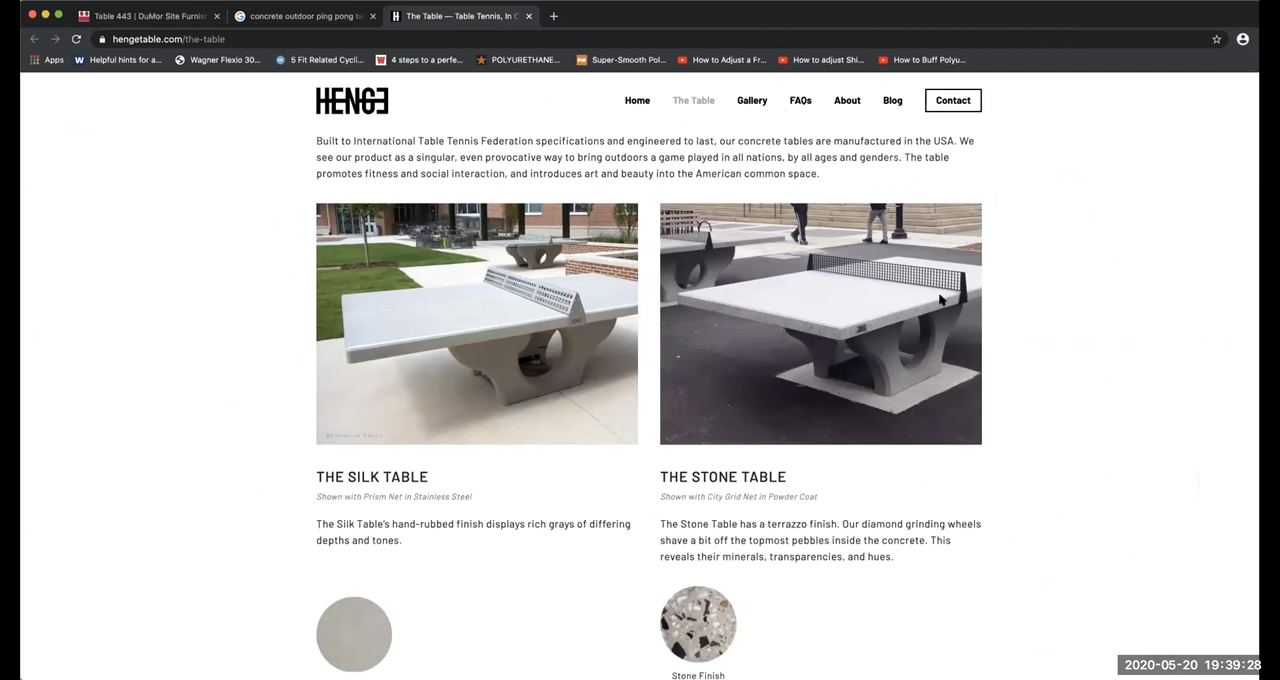 Table 443 | DuMor Site Furnish
concrete outdoor ping pong ta
The Table — Table Tennis, In C
hengetable.com/the-table
Apps
Helpful hints for a...
Wagner Flexio 30...
5 Fit Related Cycli...
4 steps to a perfe...
POLYURETHANE...
Super-Smooth Pol...
How to Adjust a Fr...
How to adjust Shi...
How to Buff Polyu...
HENGE
Home
The Table
Gallery
FAQs
About
Blog
Contact
Built to International Table Tennis Federation specifications and engineered to last, our concrete tables are manufactured in the USA. We
see our product as a singular, even provocative way to bring outdoors a game played in all nations, by all ages and genders. The table
promotes fitness and social interaction, and introduces art and beauty into the American common space.
THE SILK TABLE
Shown with Prism Net in Stainless Steel
The Silk Table's hand-rubbed finish displays rich grays of differing
depths and tones.
THE STONE TABLE
Shown with City Grid Net in Powder Coat
The Stone Table has a terrazzo finish. Our diamond grinding wheels
shave a bit off the topmost pebbles inside the concrete. This
reveals their minerals, transparencies, and hues.
Stone Finish
2020-05-20 19:39:28